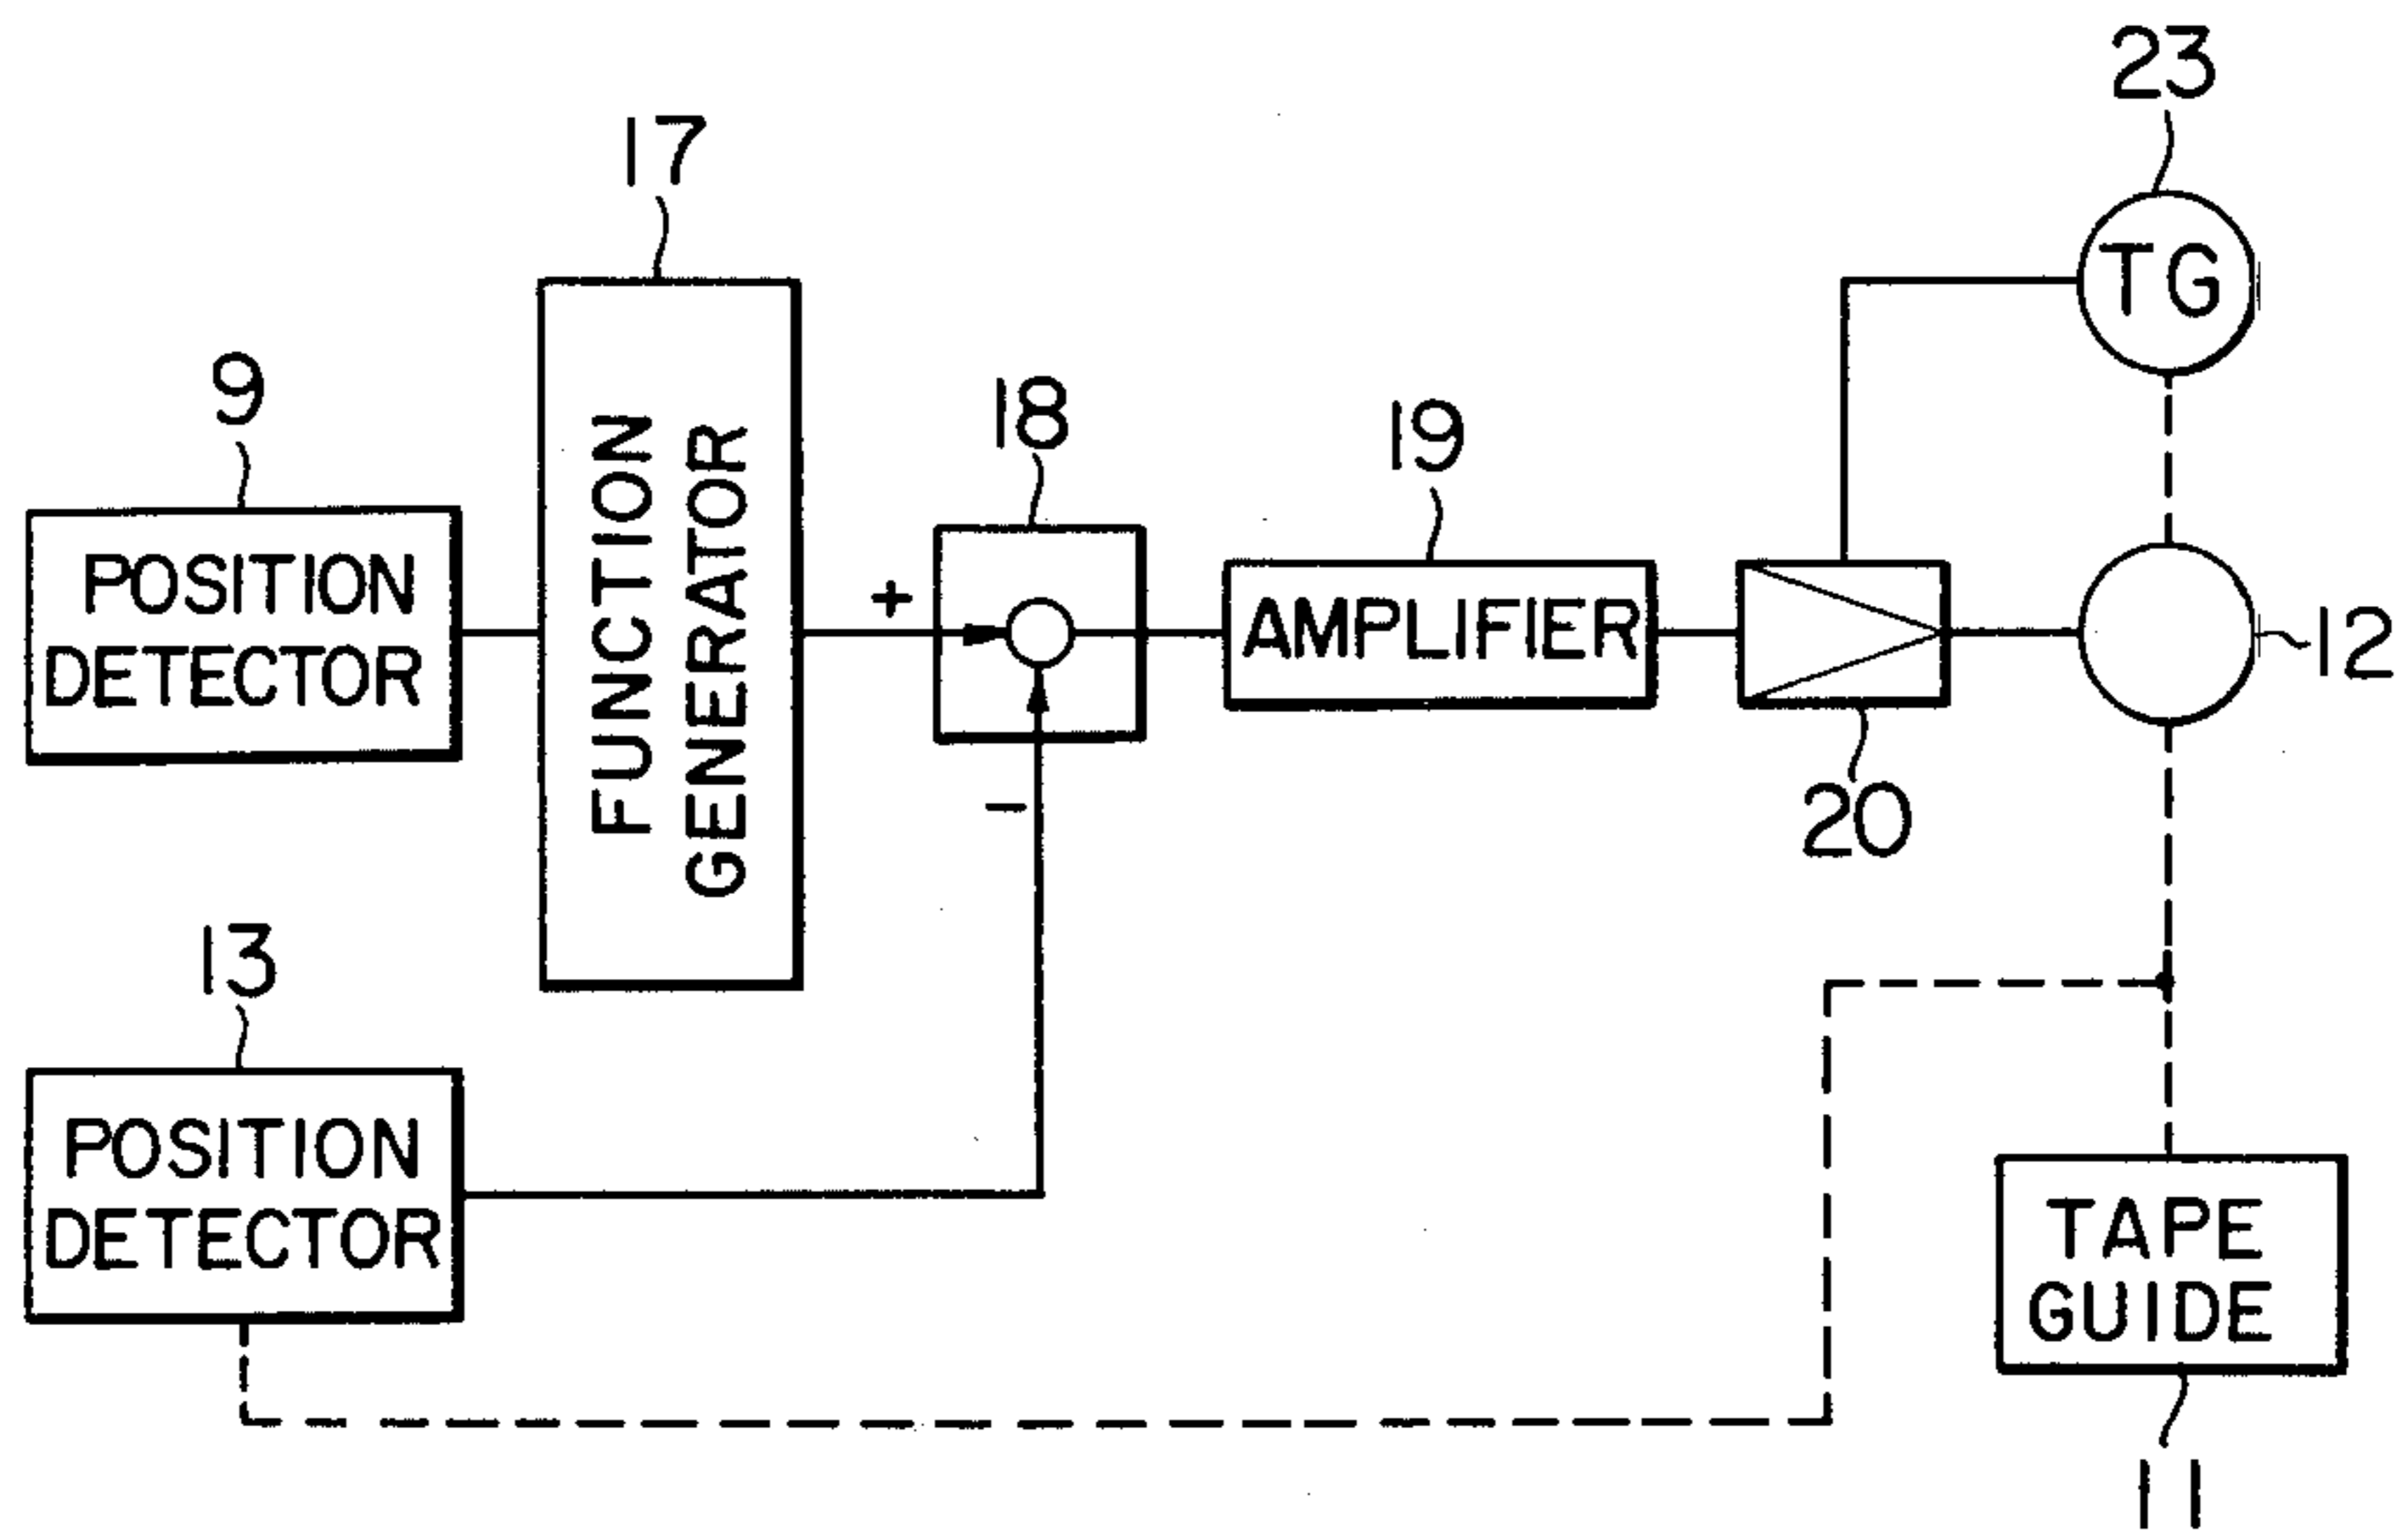 23
17
TG
9
18
19
FUNCTION
GENERATOR
POSITION
DETECTOR
+
AMPLIFIER
12
-
20
13
POSITION
DETECTOR
TAPE
GUIDE
11